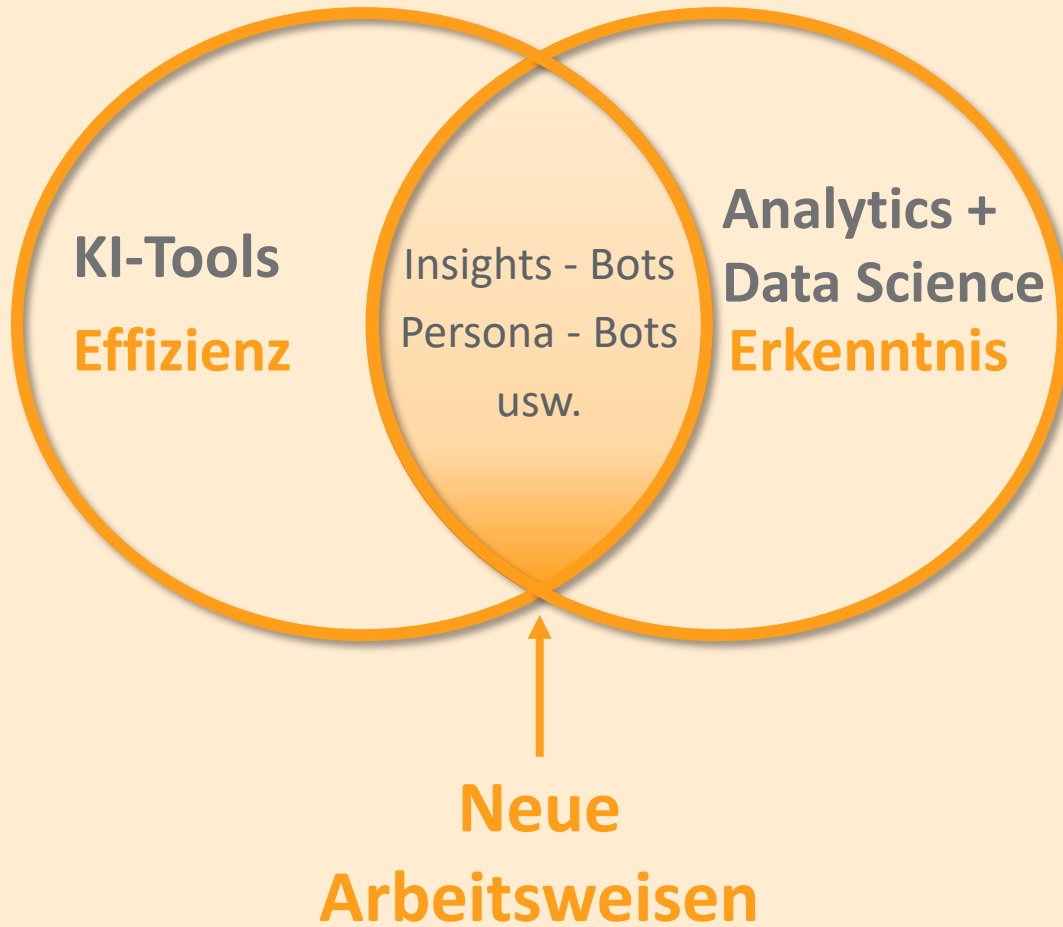 KI-Tools
Effizienz
Insights - Bots
Persona - Bots
usw.
Analytics +
Data Science
Erkenntnis
Neue
Arbeitsweisen